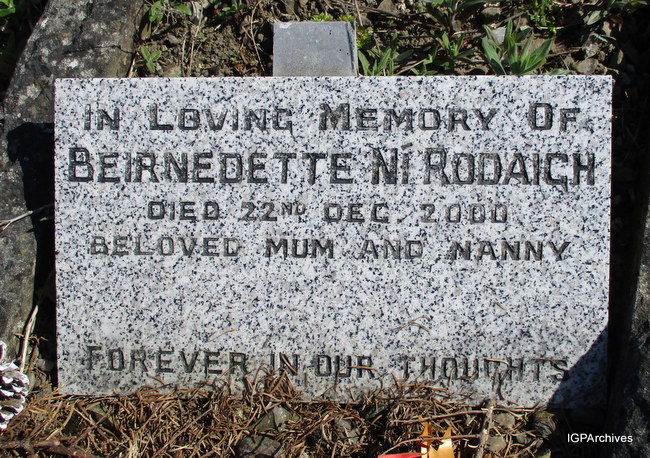 IN LOVING MEMORY OF
BEIRNEDETTE NÍ RODAIGH
DIED 22ND DEC 2000
BELOVED MUM AND NANNY
FOREVER IN OUR THOUGHTS
IGPArchives